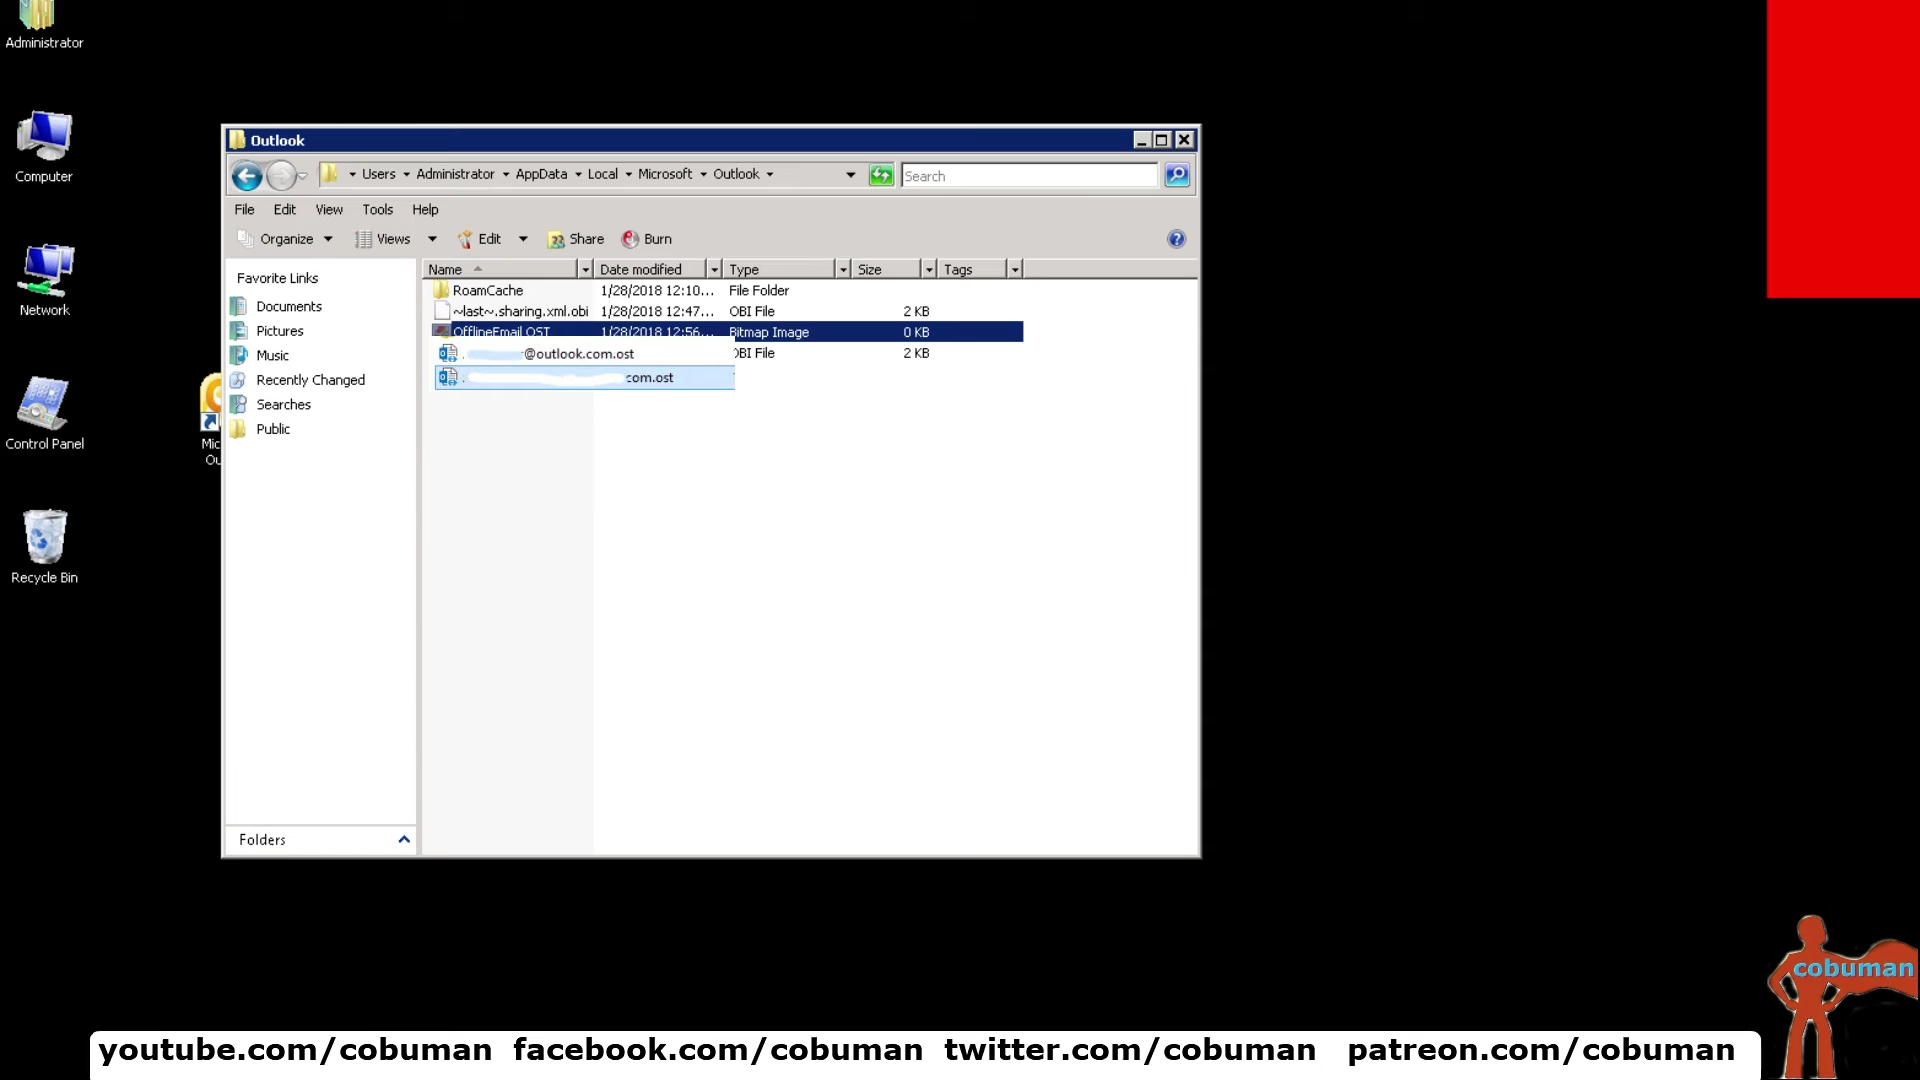 Administrator
Computer
Network
Control Panel
Recycle Bin
Mic
Ou
Outlook
Users Administrator AppData Local Microsoft Outlook
Search
File Edit View Tools Help
Organize Views Edit Share Burn
Favorite Links
Documents
Pictures
Music
Recently Changed
Searches
Public
Folders
Name Date modified Type Size Tags
RoamCache 1/28/2018 12:10... File Folder
~last~.sharing.xml.obi 1/28/2018 12:47... OBI File 2 KB
OfflineEmail.OST 1/28/2018 12:56... Bitmap Image 0 KB
@outlook.com.ost OBI File 2 KB
com.ost
cobuman
youtube.com/cobuman facebook.com/cobuman twitter.com/cobuman patreon.com/cobuman